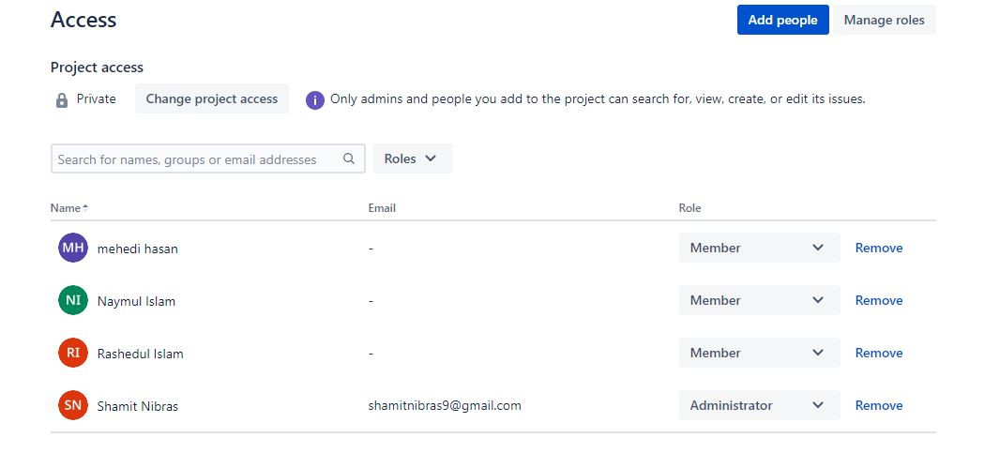 Access
Add people
Manage roles
Project access
Private
Change project access
Only admins and people you add to the project can search for, view, create, or edit its issues.
Search for names, groups or email addresses
Roles
Name Email Role
MH mehedi hasan - Member Remove
NI Naymul Islam - Member Remove
RI Rashedul Islam - Member Remove
SN Shamit Nibras shamitnibras9@gmail.com Administrator Remove